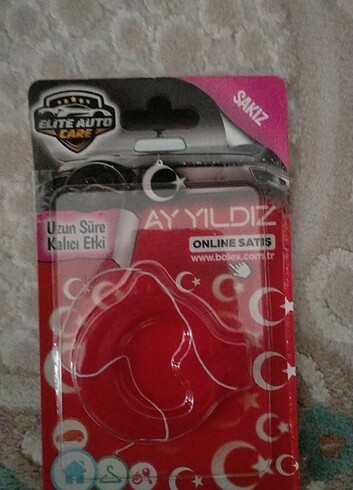 ELITE AUTO
CARE
SAKIZ
Uzun Süre
Kalıcı Etki
AY YILDIZ
ONLINE SATIŞ
www.bolex.com.tr